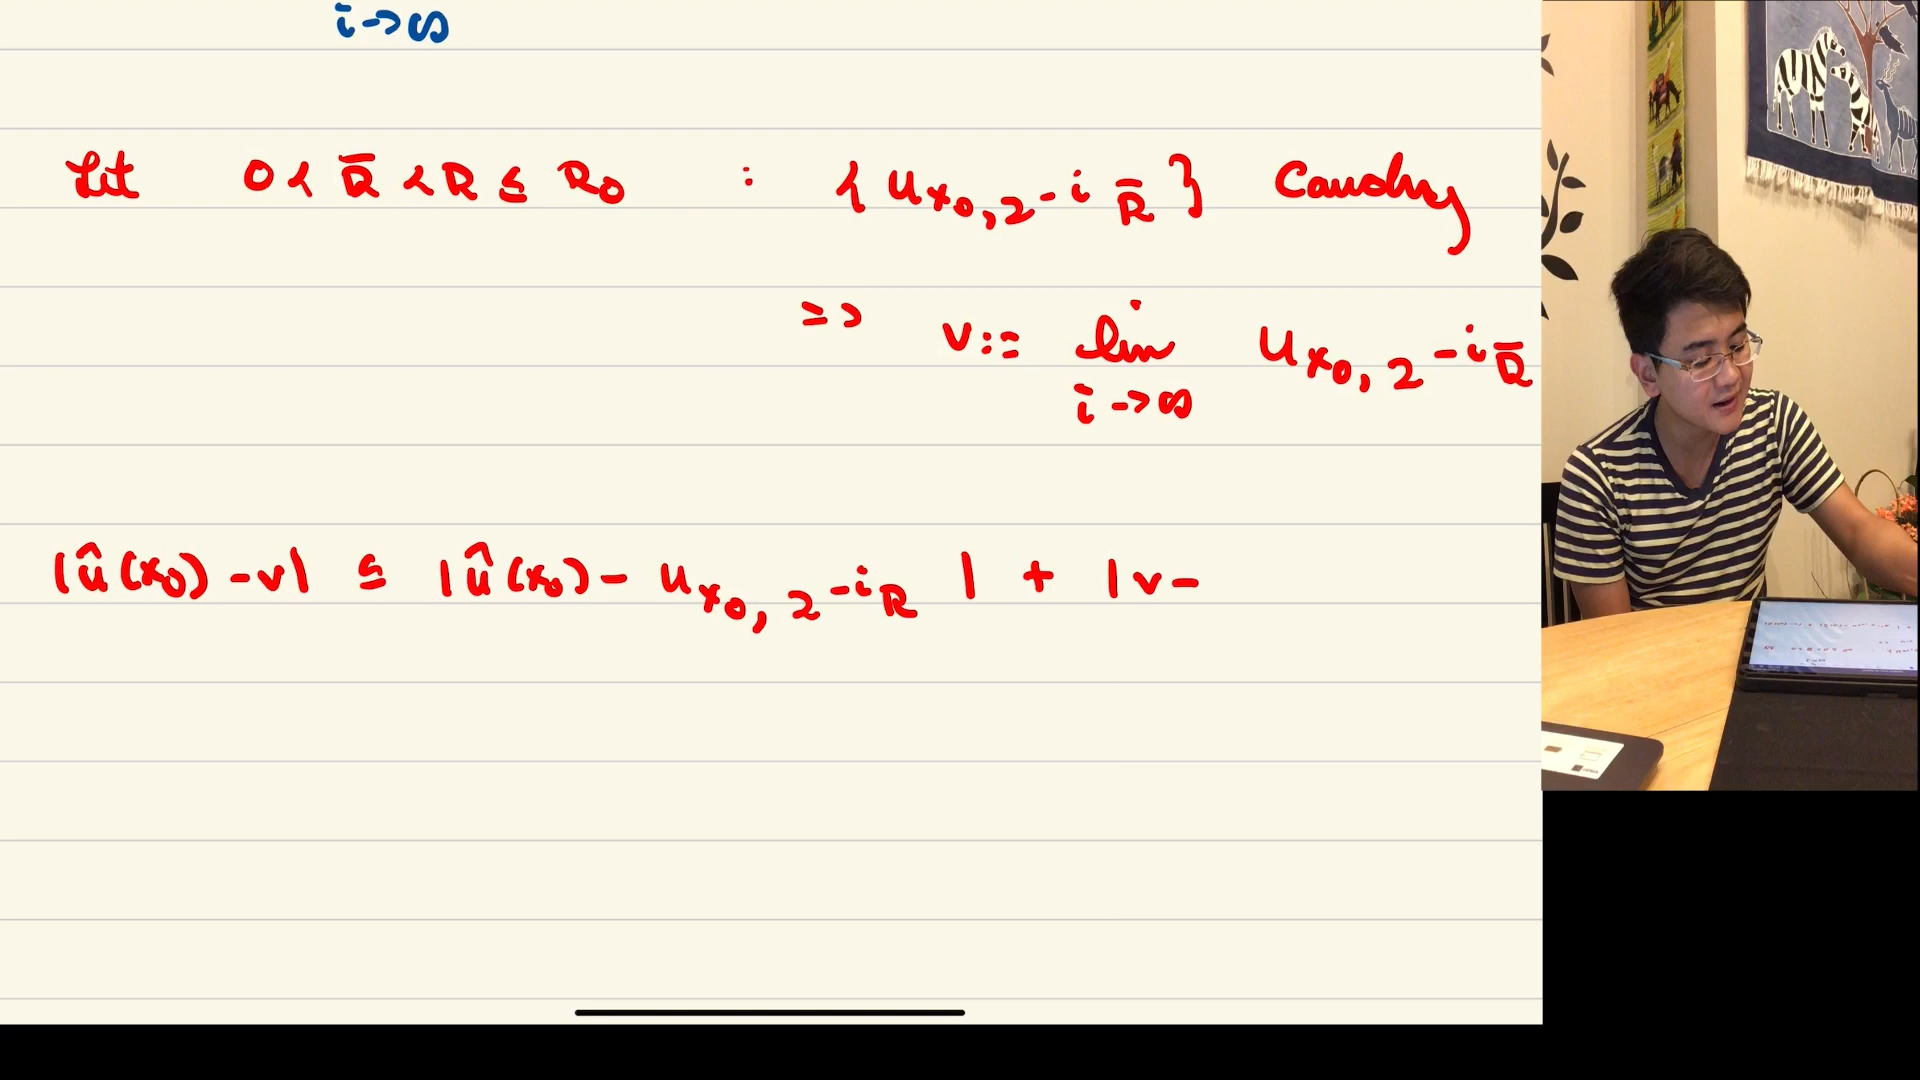 i→∞
Let 0 < R̄ < R ≤ R₀ : { u_{x₀, 2^{-i} R̄} } Cauchy
⇒ v := lim_{i→∞} u_{x₀, 2^{-i} R̄}
|û(x₀) - v| ≤ |û(x₀) - u_{x₀, 2^{-i} R}| + |v -